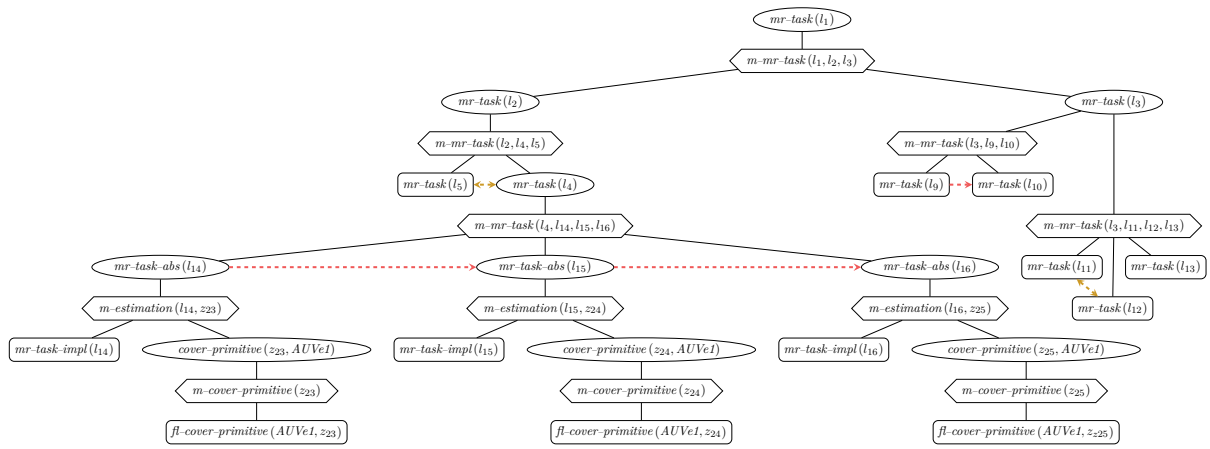 mr–task(l₁)
m–mr–task(l₁, l₂, l₃)
mr–task(l₂) mr–task(l₃)
m–mr–task(l₂, l₄, l₅) m–mr–task(l₃, l₉, l₁₀)
mr–task(l₅) mr–task(l₄) mr–task(l₉) mr–task(l₁₀)
m–mr–task(l₄, l₁₄, l₁₅, l₁₆) m–mr–task(l₃, l₁₁, l₁₂, l₁₃)
mr–task-abs(l₁₄) mr–task-abs(l₁₅) mr–task-abs(l₁₆) mr–task(l₁₁) mr–task(l₁₃)
m–estimation(l₁₄, z₂₃) m–estimation(l₁₅, z₂₄) m–estimation(l₁₆, z₂₅) mr–task(l₁₂)
mr–task-impl(l₁₄) cover–primitive(z₂₃, AUVe1) mr–task-impl(l₁₅) cover–primitive(z₂₄, AUVe1) mr–task-impl(l₁₆) cover–primitive(z₂₅, AUVe1)
m–cover–primitive(z₂₃) m–cover–primitive(z₂₄) m–cover–primitive(z₂₅)
fl–cover–primitive(AUVe1, z₂₃) fl–cover–primitive(AUVe1, z₂₄) fl–cover–primitive(AUVe1, z_z₂₅)